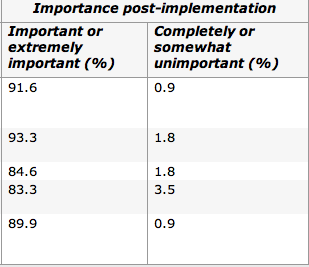 Importance post-implementation
Important or extremely important (%) Completely or somewhat unimportant (%)
91.6 0.9
93.3 1.8
84.6 1.8
83.3 3.5
89.9 0.9